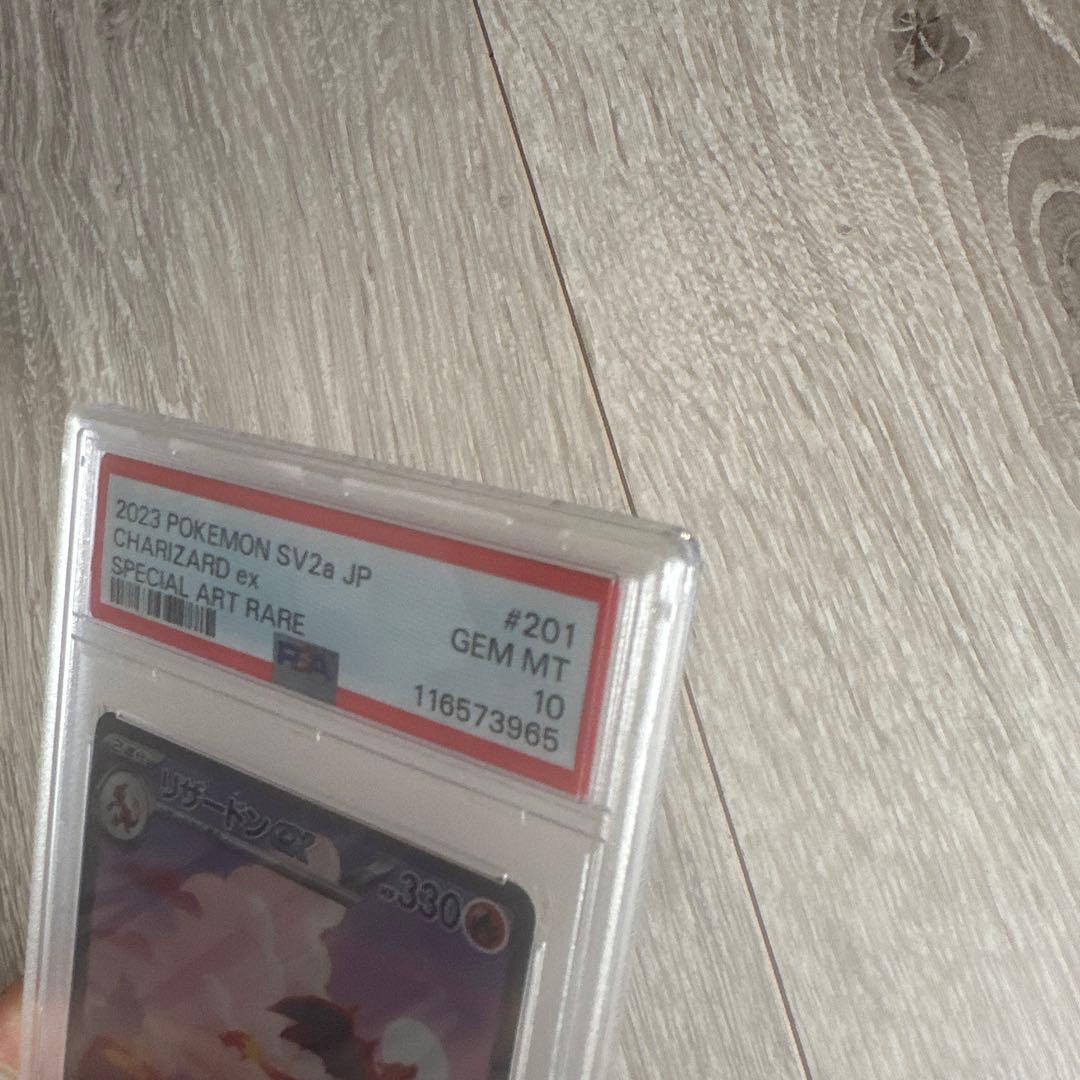 2023 POKEMON SV2a JP
CHARIZARD ex
SPECIAL ART RARE
#201
GEM MT
10
116573965
PSA
リザードンex
330